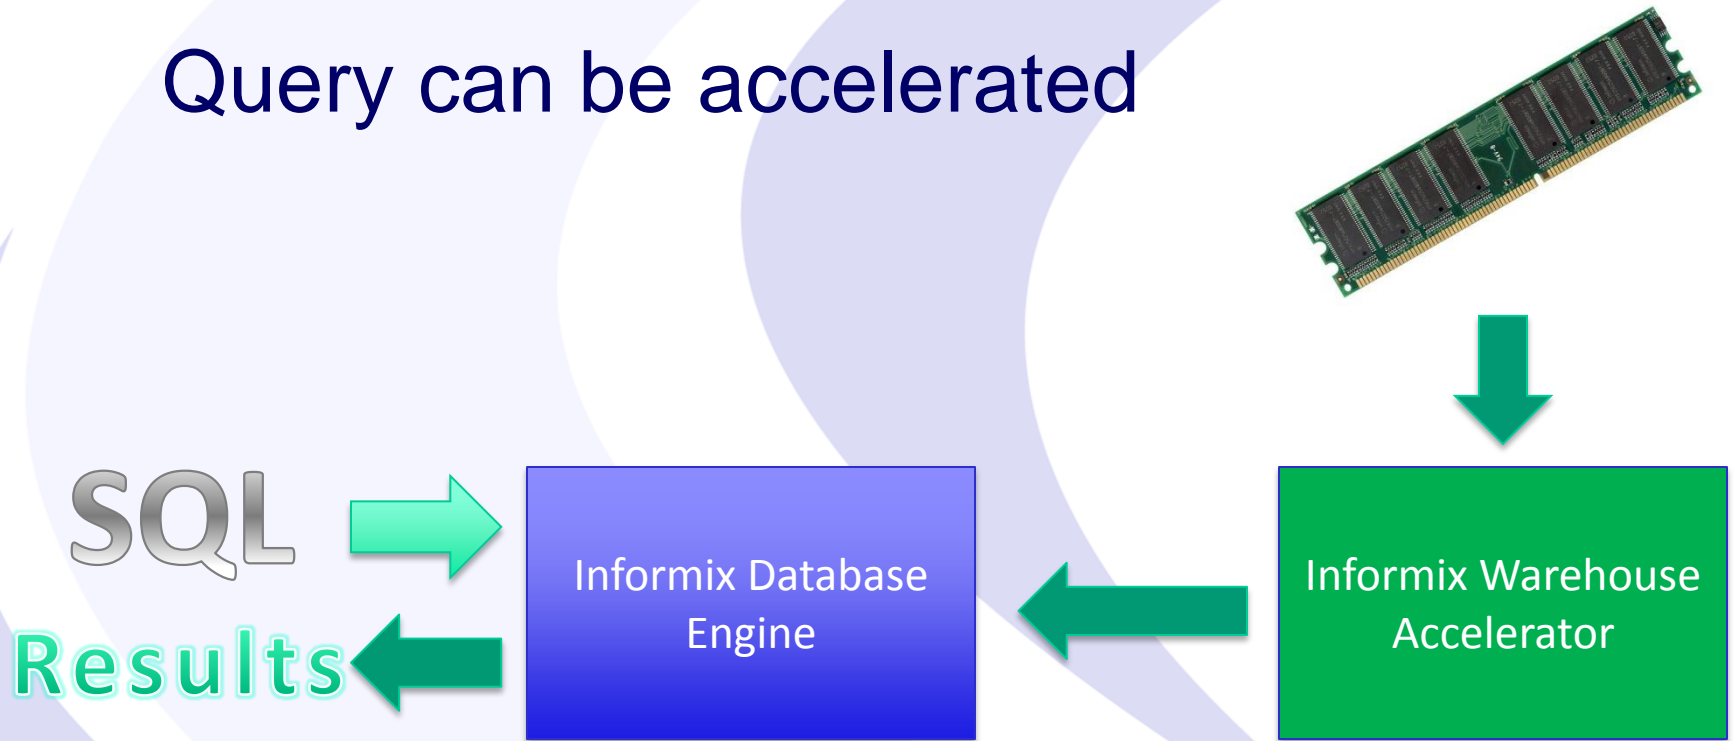 Query can be accelerated
SQL
Results
Informix Database
Engine
Informix Warehouse
Accelerator